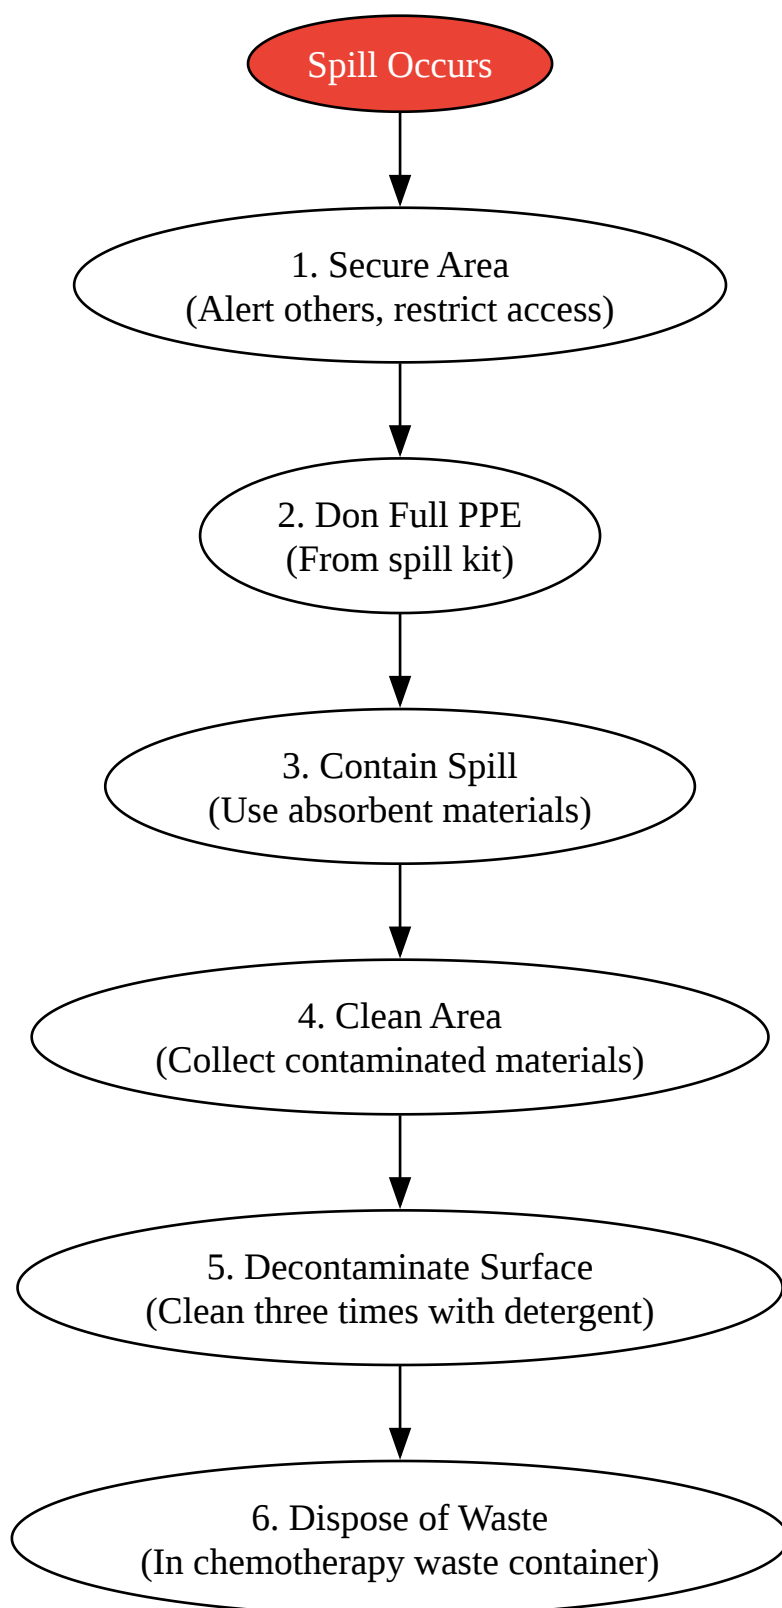 Spill Occurs
1. Secure Area
(Alert others, restrict access)
2. Don Full PPE
(From spill kit)
3. Contain Spill
(Use absorbent materials)
4. Clean Area
(Collect contaminated materials)
5. Decontaminate Surface
(Clean three times with detergent)
6. Dispose of Waste
(In chemotherapy waste container)